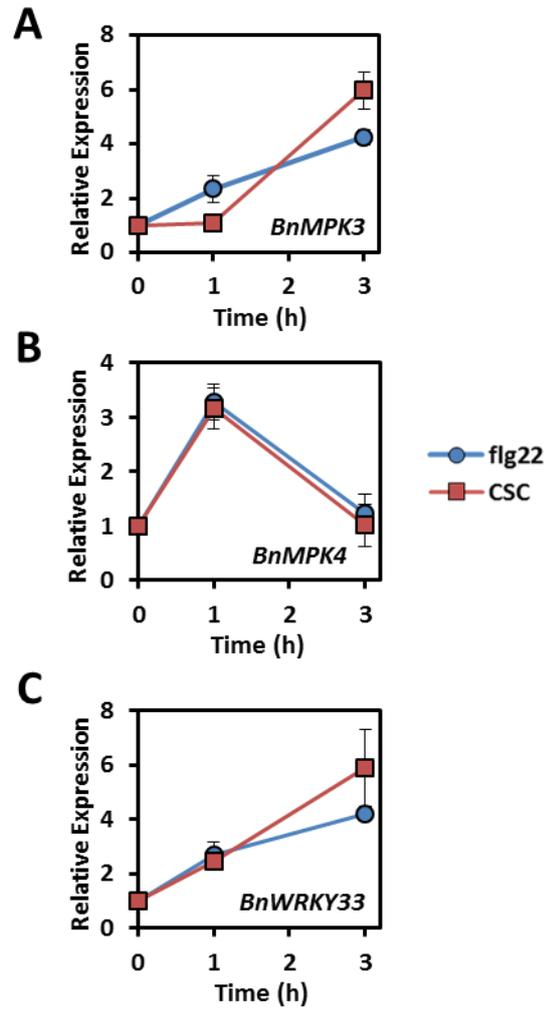 A
Relative Expression
8
6
4
2
0
BnMPK3
0 1 2 3
Time (h)
B
Relative Expression
4
3
2
1
0
BnMPK4
0 1 2 3
Time (h)
flg22
CSC
C
Relative Expression
8
6
4
2
0
BnWRKY33
0 1 2 3
Time (h)